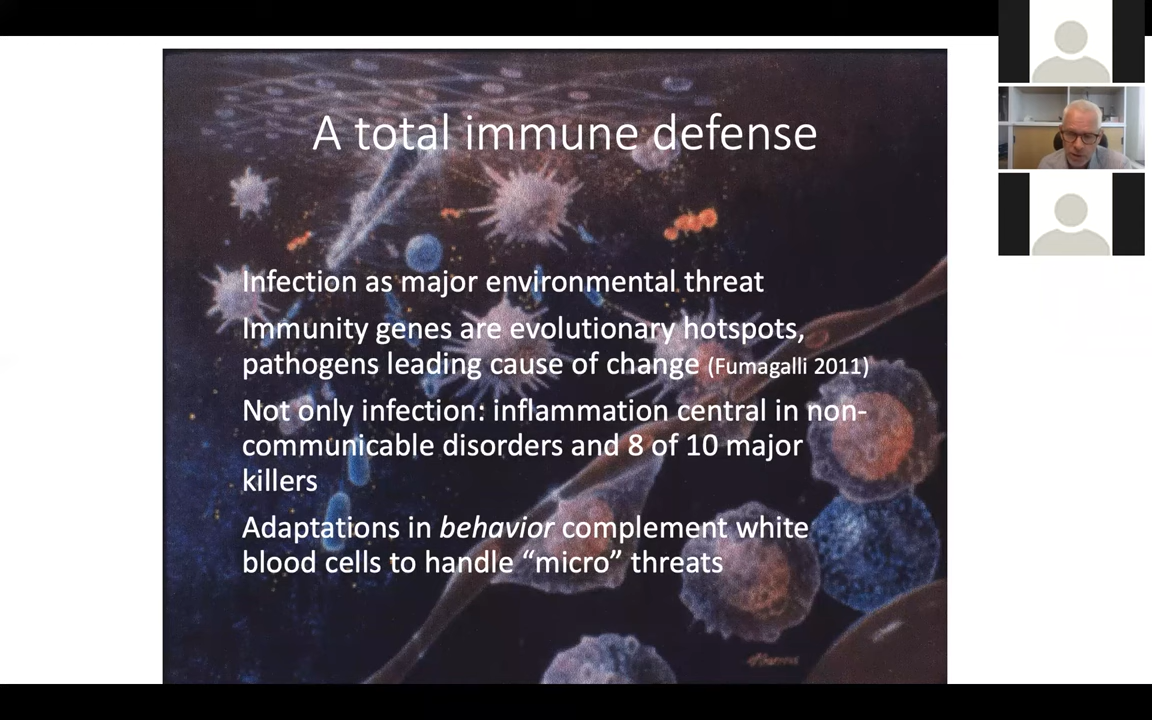 A total immune defense
Infection as major environmental threat
Immunity genes are evolutionary hotspots,
pathogens leading cause of change (Fumagalli 2011)
Not only infection: inflammation central in non-
communicable disorders and 8 of 10 major
killers
Adaptations in behavior complement white
blood cells to handle “micro” threats